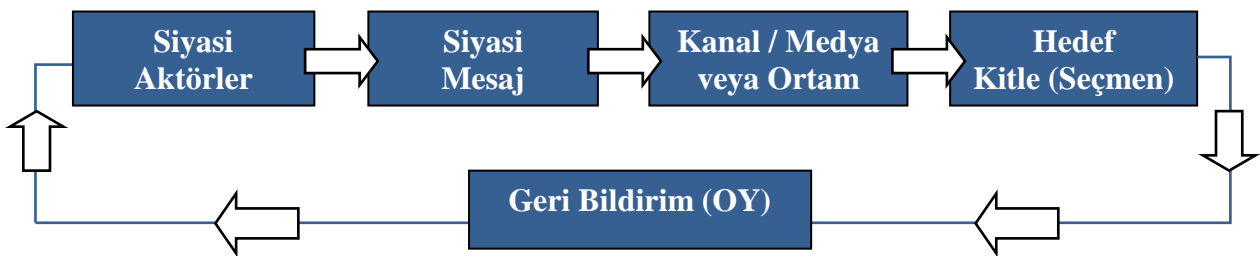 Siyasi
Aktörler
Siyasi
Mesaj
Kanal / Medya
veya Ortam
Hedef
Kitle (Seçmen)
Geri Bildirim (OY)